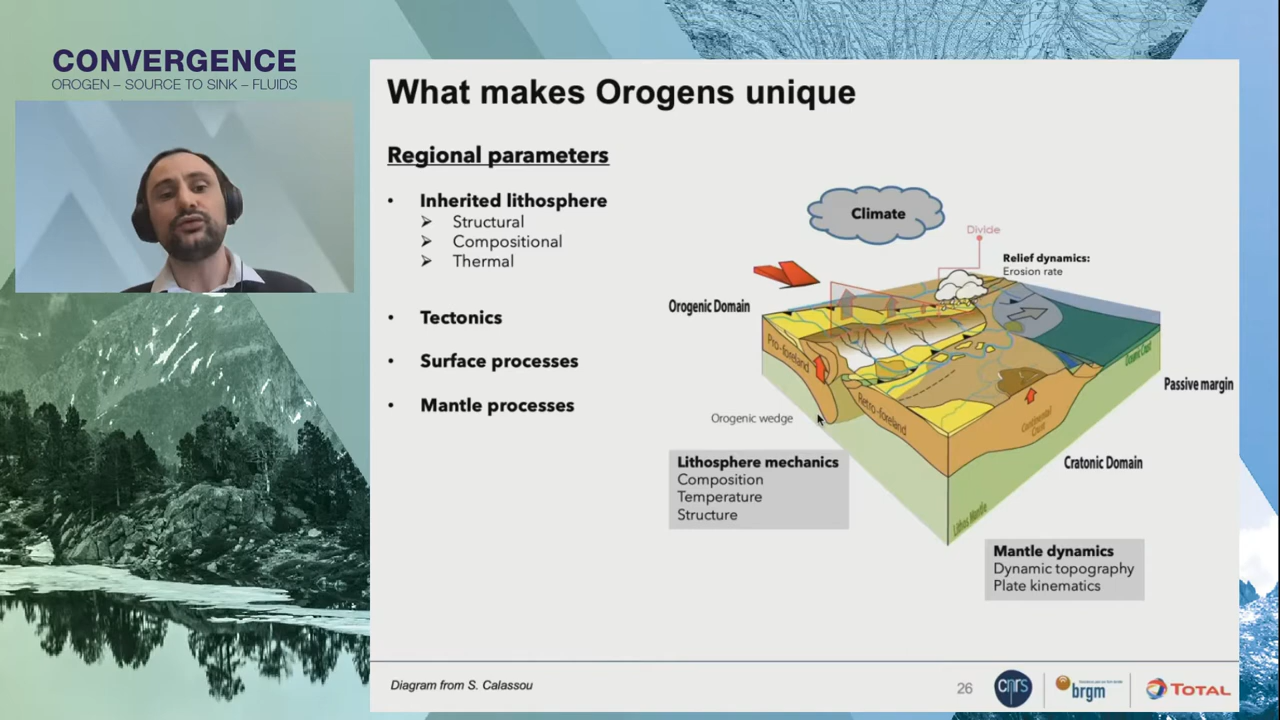 CONVERGENCE
OROGEN – SOURCE TO SINK – FLUIDS
What makes Orogens unique
Regional parameters
• Inherited lithosphere
➢ Structural
➢ Compositional
➢ Thermal
• Tectonics
• Surface processes
• Mantle processes
Climate
Divide
Relief dynamics:
Erosion rate
Orogenic Domain
Pro-foreland
Passive margin
Orogenic wedge
Retro-foreland
Continental
Crust
Cratonic Domain
Lithosphere mechanics
Composition
Temperature
Structure
Lithos Mantle
Mantle dynamics
Dynamic topography
Plate kinematics
Diagram from S. Calassou
26
cnrs
brgm
TOTAL